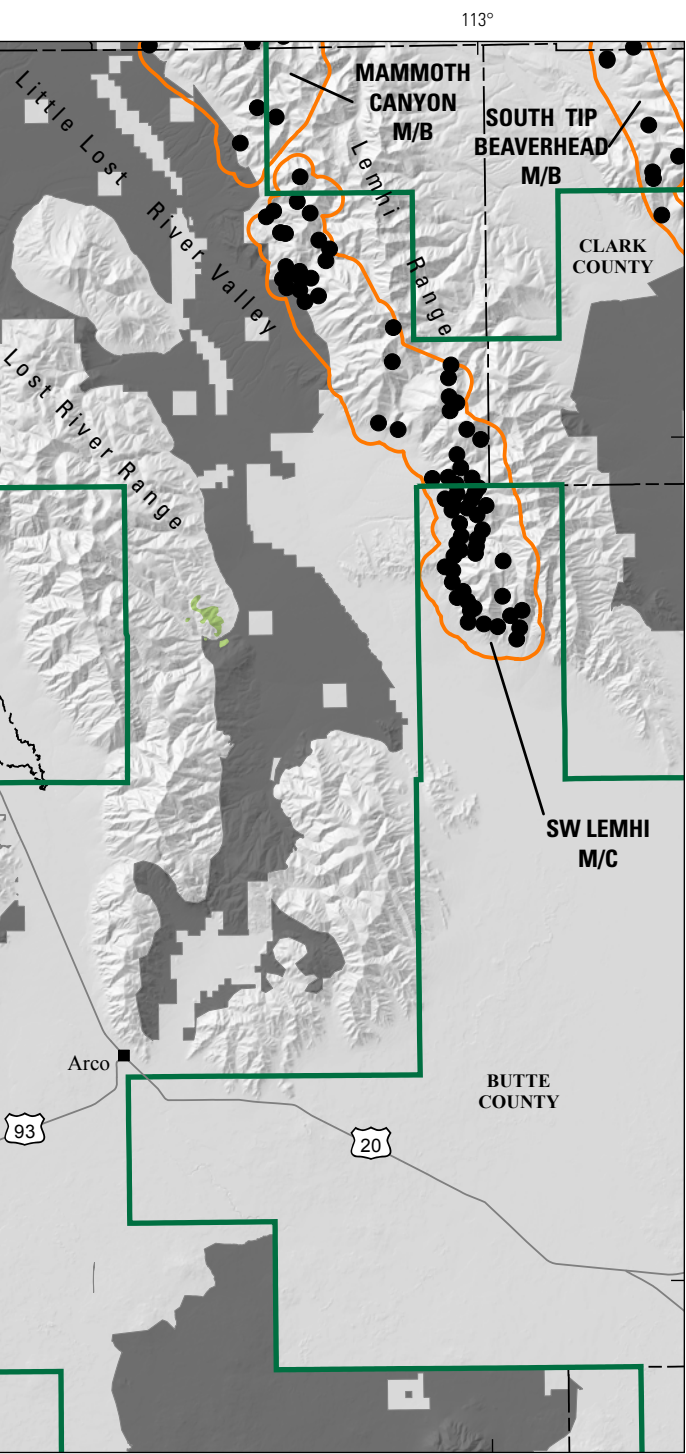 113°
MAMMOTH
CANYON
M/B
SOUTH TIP
BEAVERHEAD
M/B
Little Lost River Valley
Lemhi Range
CLARK
COUNTY
Lost River Range
SW LEMHI
M/C
Arco
BUTTE
COUNTY
93
20